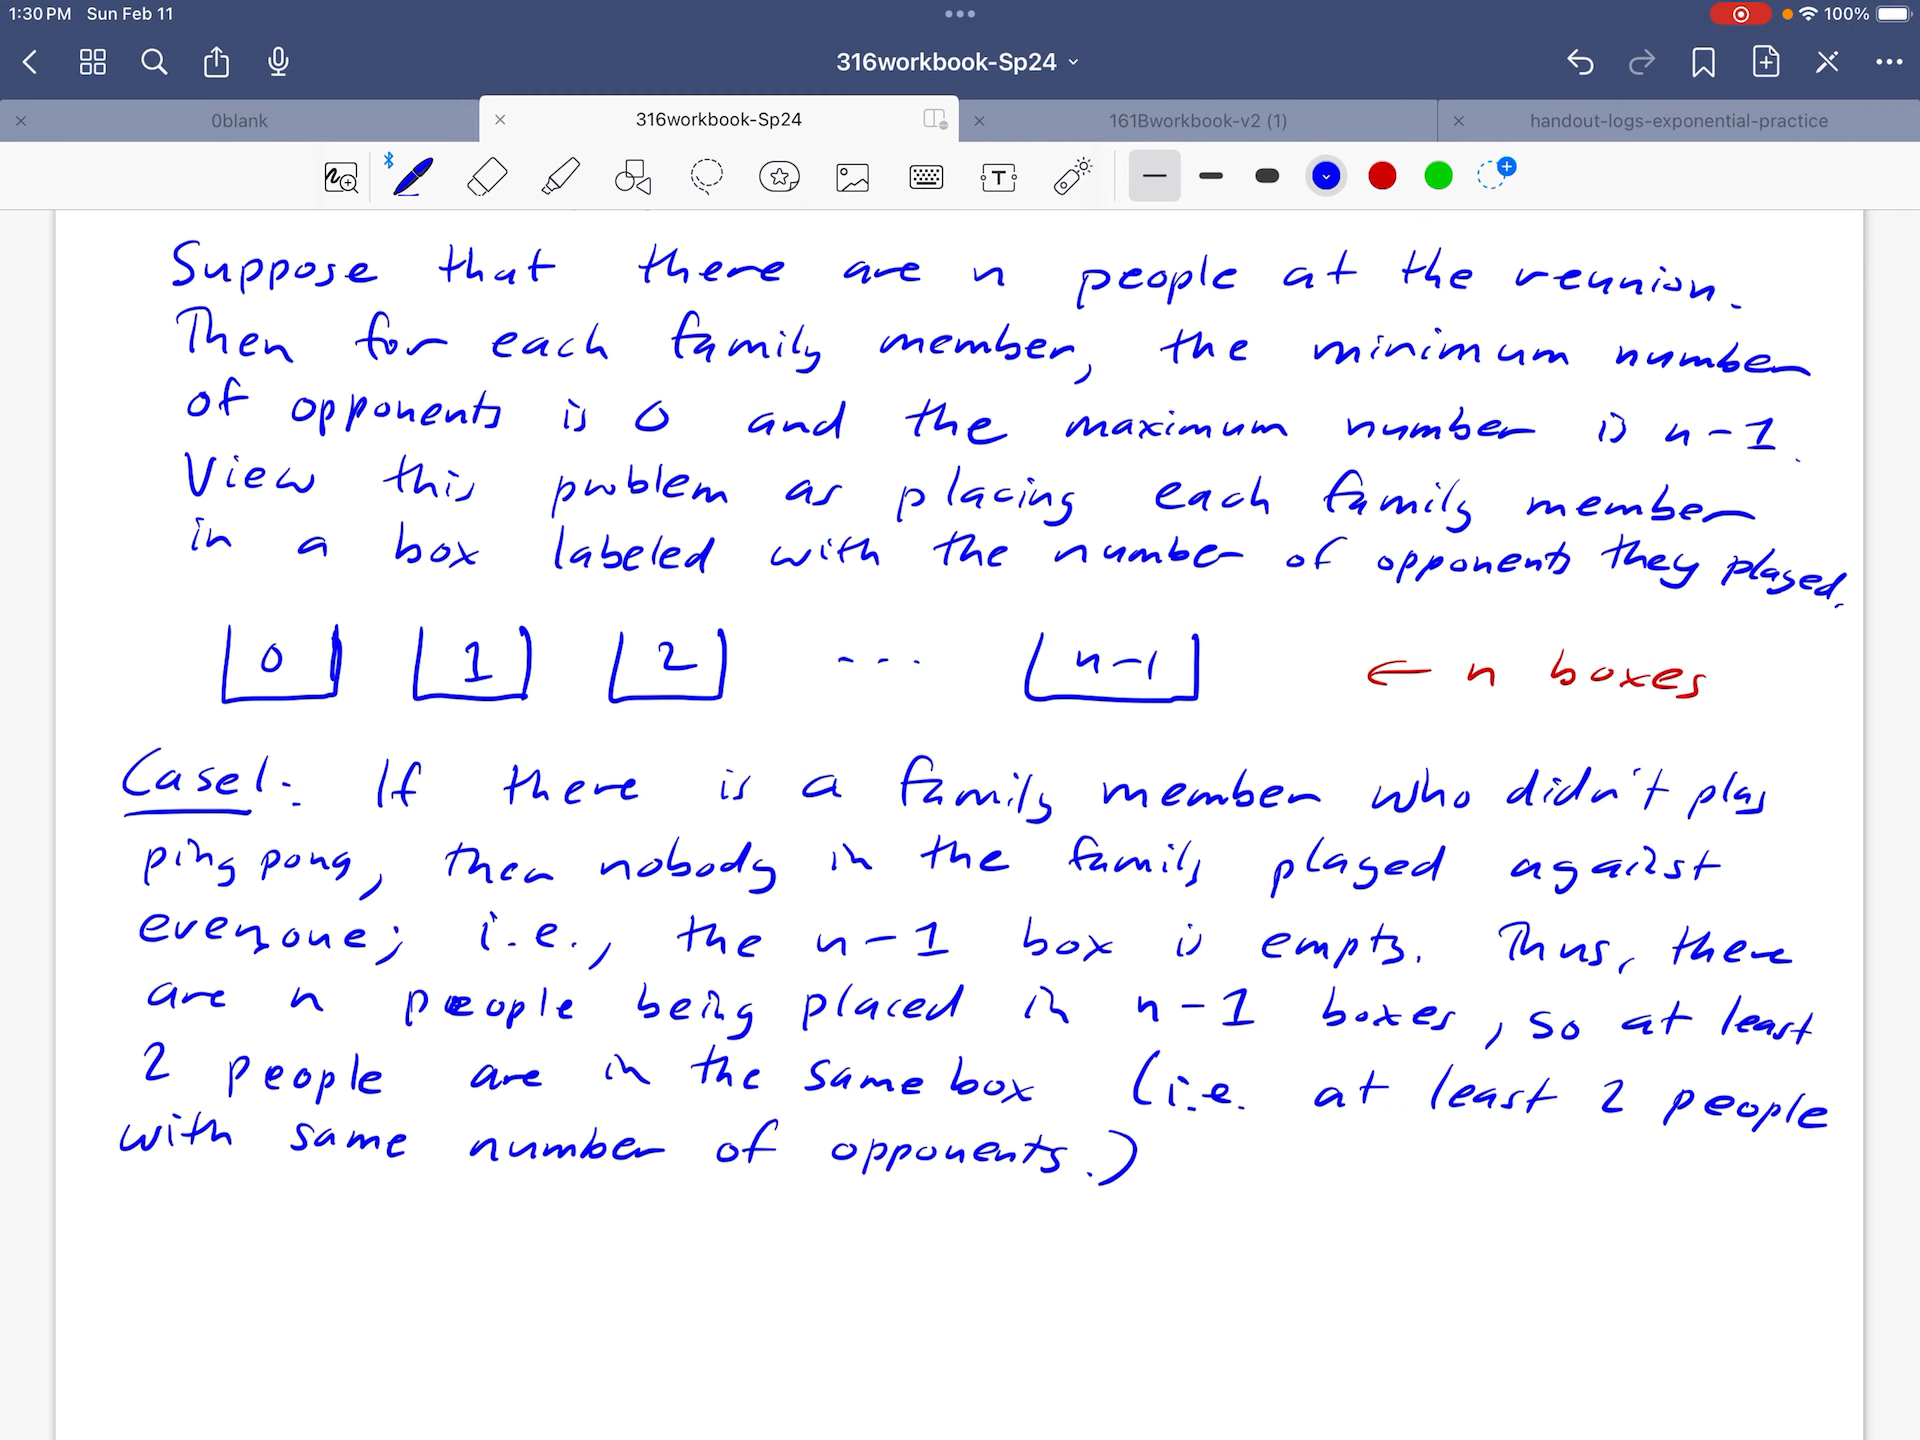 1:30 PM Sun Feb 11
100%
316workbook-Sp24
0blank
316workbook-Sp24
161Bworkbook-v2 (1)
handout-logs-exponential-practice
T
Suppose that there are n people at the reunion.
Then for each family member, the minimum number
of opponents is 0 and the maximum number is n-1.
View this problem as placing each family member
in a box labeled with the number of opponents they played.
0 1 2 ... n-1 ← n boxes
Case 1: If there is a family member who didn't play
ping pong, then nobody in the family played against
everyone; i.e., the n-1 box is empty. Thus, there
are n people being placed in n-1 boxes, so at least
2 people are in the same box (i.e. at least 2 people
with same number of opponents.)